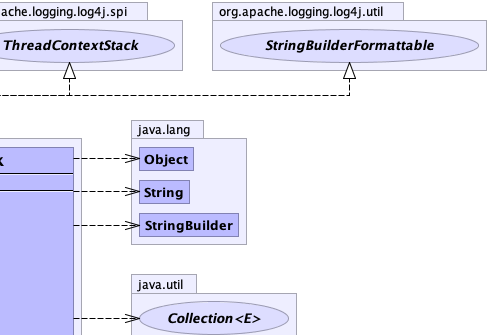 ache.logging.log4j.spi
org.apache.logging.log4j.util
ThreadContextStack
StringBuilderFormattable
java.lang
Object
String
StringBuilder
java.util
Collection<E>